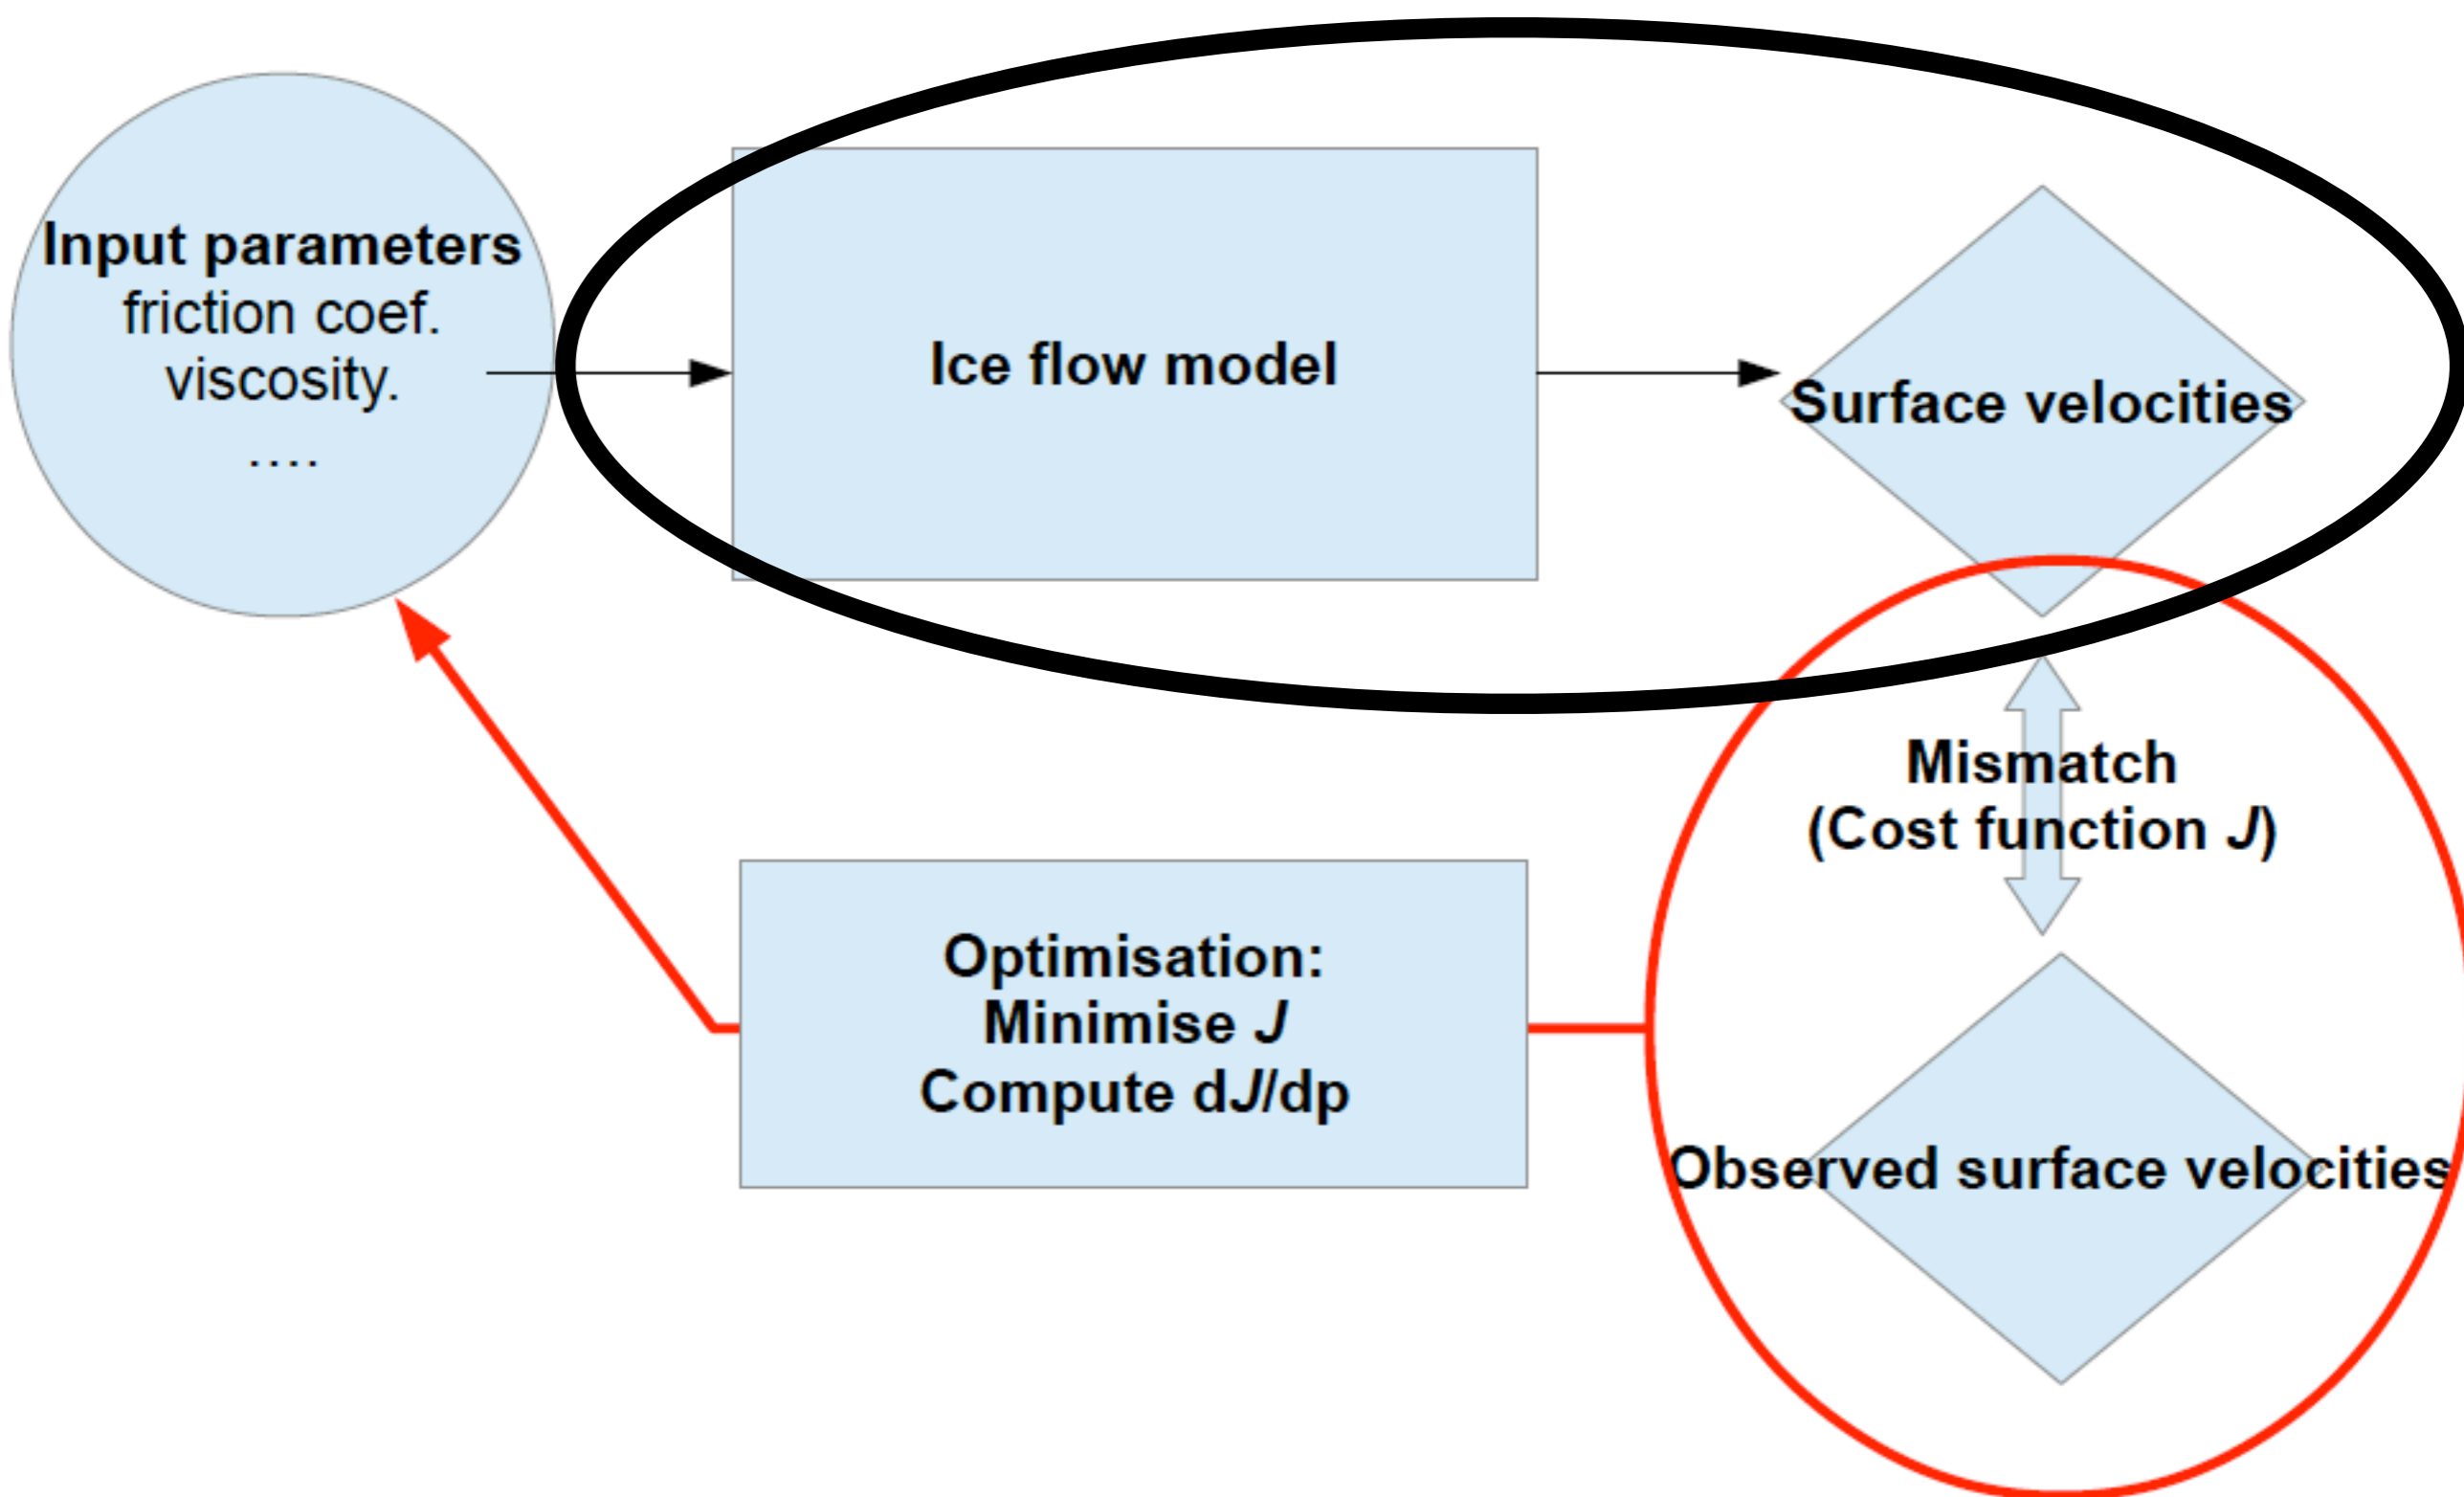 Input parameters
friction coef.
viscosity.
....
Ice flow model
Surface velocities
Mismatch
(Cost function J)
Optimisation:
Minimise J
Compute dJ/dp
Observed surface velocities